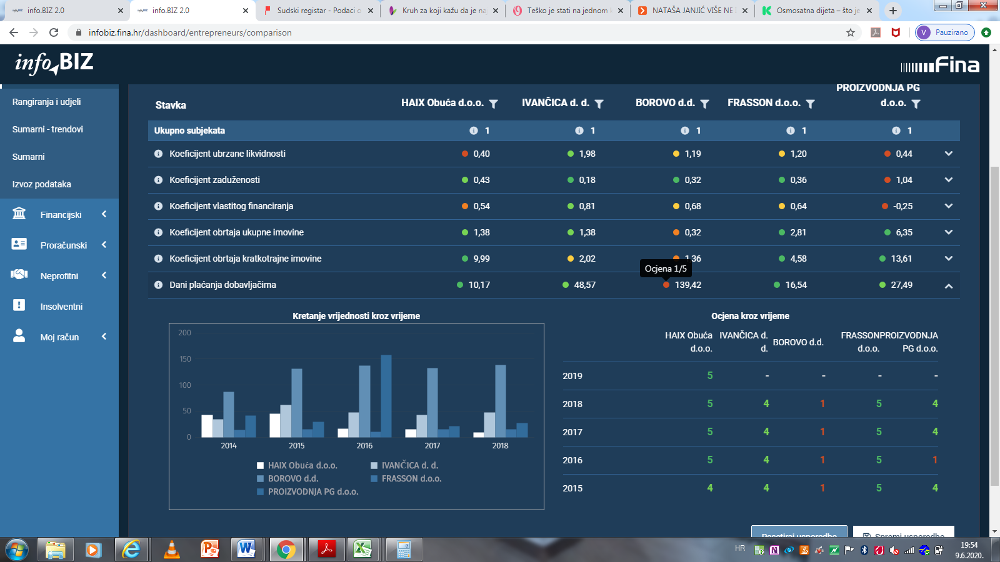 info.BIZ 2.0
info.BIZ 2.0
Sudski registar - Podaci o
Kruh za koji kažu da je na
Teško je stati na jednom k
NATAŠA JANJIĆ VIŠE NE
Osmosatna dijeta – što je
infobiz.fina.hr/dashboard/entrepreneurs/comparison
V Pauzirano
info.BIZ
Fina
Rangiranja i udjeli
Sumarni - trendovi
Sumarni
Izvoz podataka
Financijski
Proračunski
Neprofitni
Insolventni
Moj račun
Stavka HAIX Obuća d.o.o. IVANČICA d. d. BOROVO d.d. FRASSON d.o.o. PROIZVODNJA PG d.o.o.
Ukupno subjekata 1 1 1 1 1
Koeficijent ubrzane likvidnosti 0,40 1,98 1,19 1,20 0,44
Koeficijent zaduženosti 0,43 0,18 0,32 0,36 1,04
Koeficijent vlastitog financiranja 0,54 0,81 0,68 0,64 -0,25
Koeficijent obrtaja ukupne imovine 1,38 1,38 0,32 2,81 6,35
Koeficijent obrtaja kratkotrajne imovine 9,99 2,02 1,36 4,58 13,61
Ocjena 1/5
Dani plaćanja dobavljačima 10,17 48,57 139,42 16,54 27,49
Kretanje vrijednosti kroz vrijeme
200
150
100
50
0
2014 2015 2016 2017 2018
HAIX Obuća d.o.o. IVANČICA d. d.
BOROVO d.d. FRASSON d.o.o.
PROIZVODNJA PG d.o.o.
Ocjena kroz vrijeme
HAIX Obuća d.o.o. IVANČICA d. d. BOROVO d.d. FRASSON d.o.o. PROIZVODNJA PG d.o.o.
2019 5 - - - -
2018 5 4 1 5 4
2017 5 4 1 5 4
2016 5 4 1 5 1
2015 4 4 1 5 4
Resetiraj usporedbe Spremi usporedbe
HR
19:54
9.6.2020.